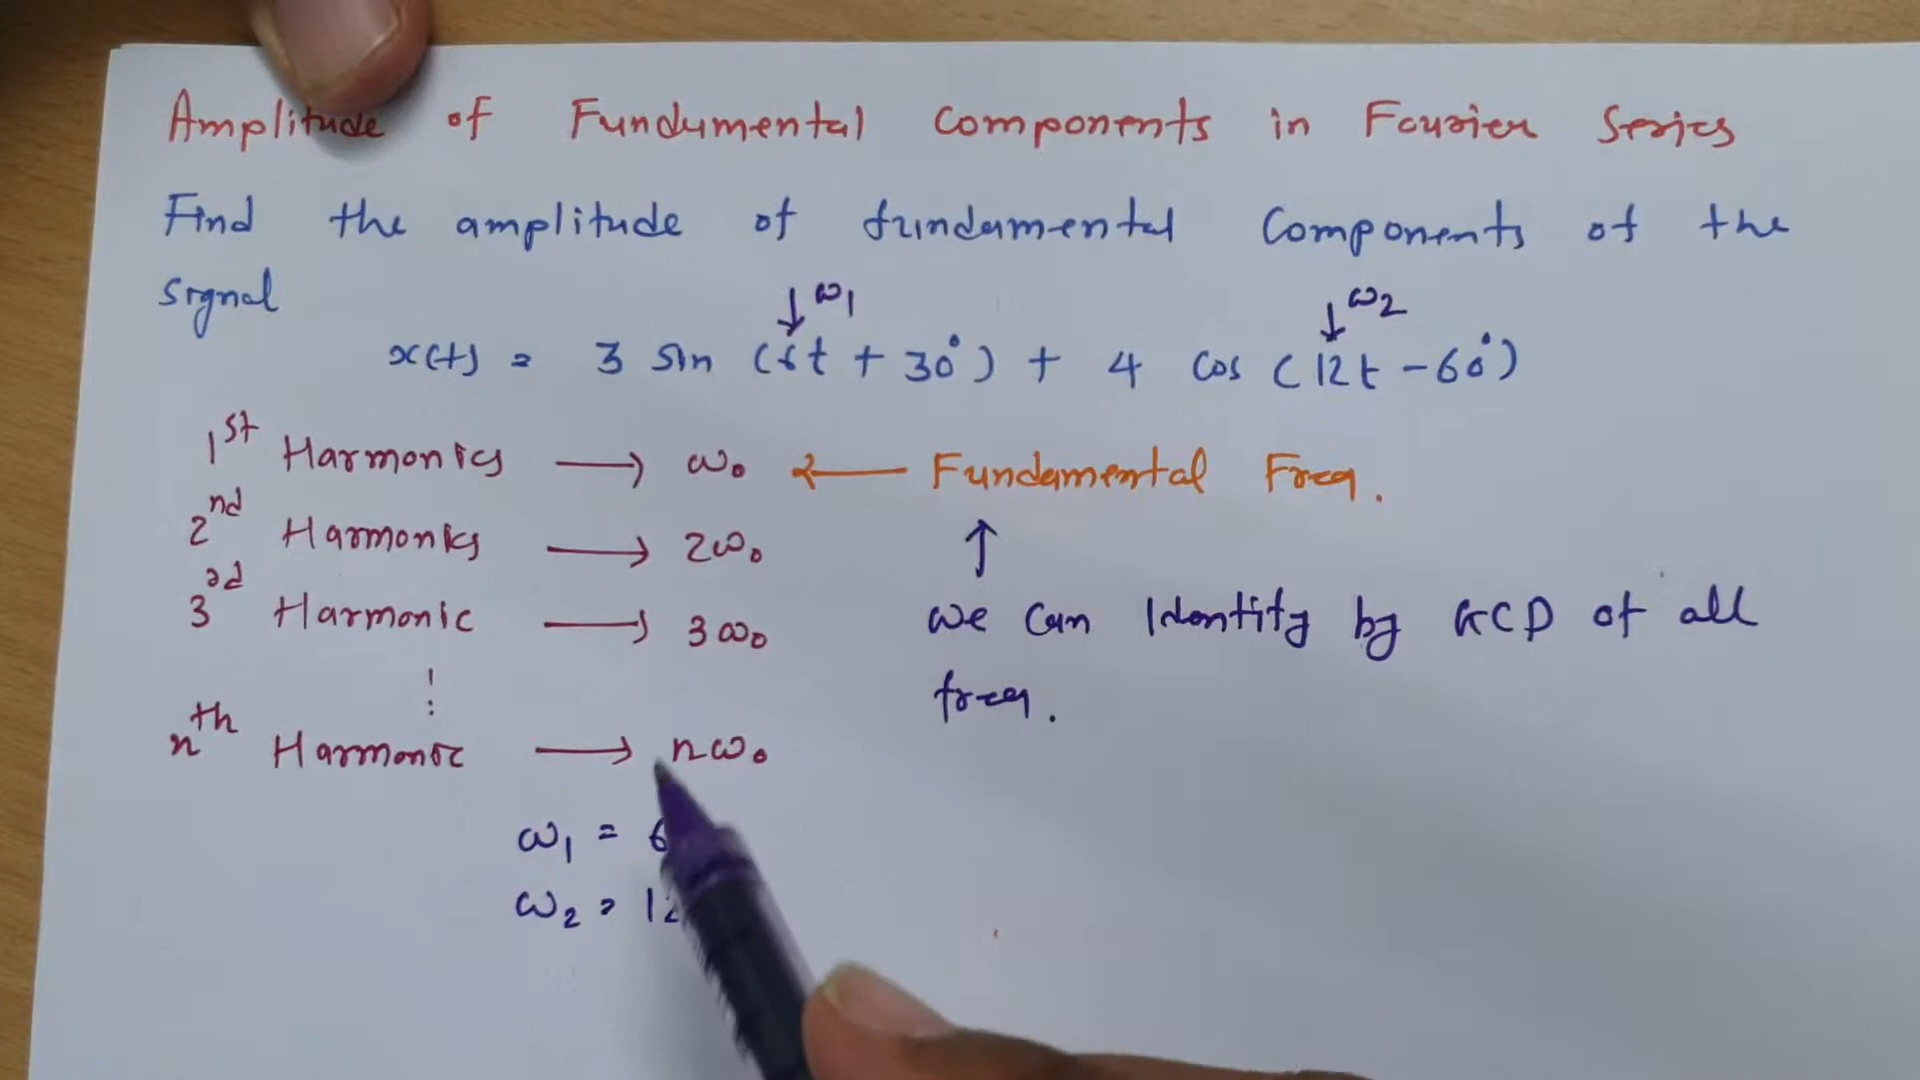 Amplitude of Fundumental Components in Fourier Series
Find the amplitude of fundamental Components of the
signal
↓ω1 ↓ω2
x(t) = 3 sin (6t + 30°) + 4 cos (12t - 60°)
1st Harmonics → ω0 ← Fundamental Freq.
2nd Harmonics → 2ω0 ↑
3rd Harmonic → 3ω0 we can Identify by GCD of all
freq.
nth Harmonic → nω0
ω1 = 6
ω2 = 12